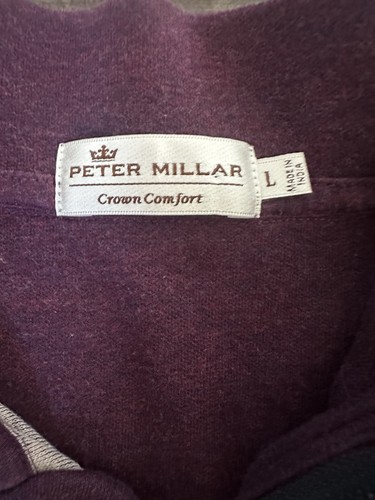 PETER MILLAR
Crown Comfort
L
MADE IN
INDIA